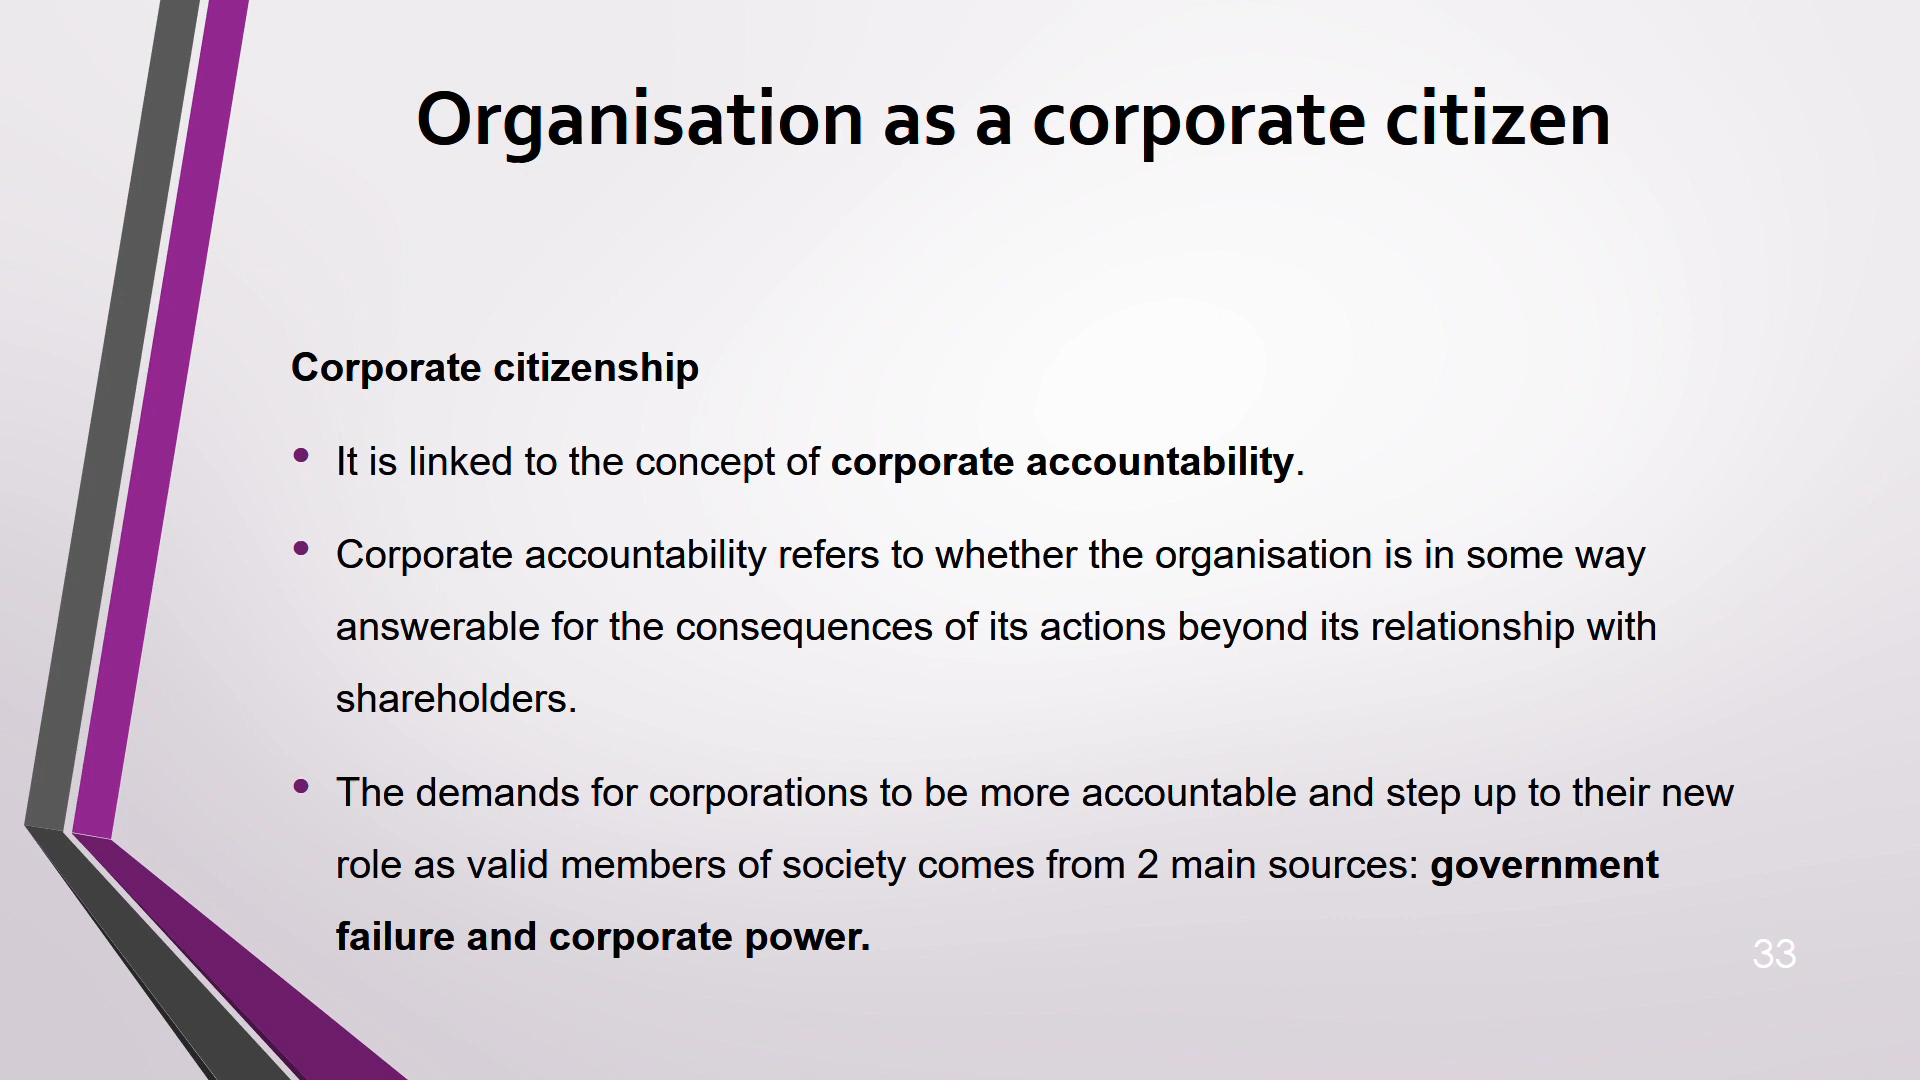 Organisation as a corporate citizen
Corporate citizenship
• It is linked to the concept of corporate accountability.
• Corporate accountability refers to whether the organisation is in some way
answerable for the consequences of its actions beyond its relationship with
shareholders.
• The demands for corporations to be more accountable and step up to their new
role as valid members of society comes from 2 main sources: government
failure and corporate power.
33